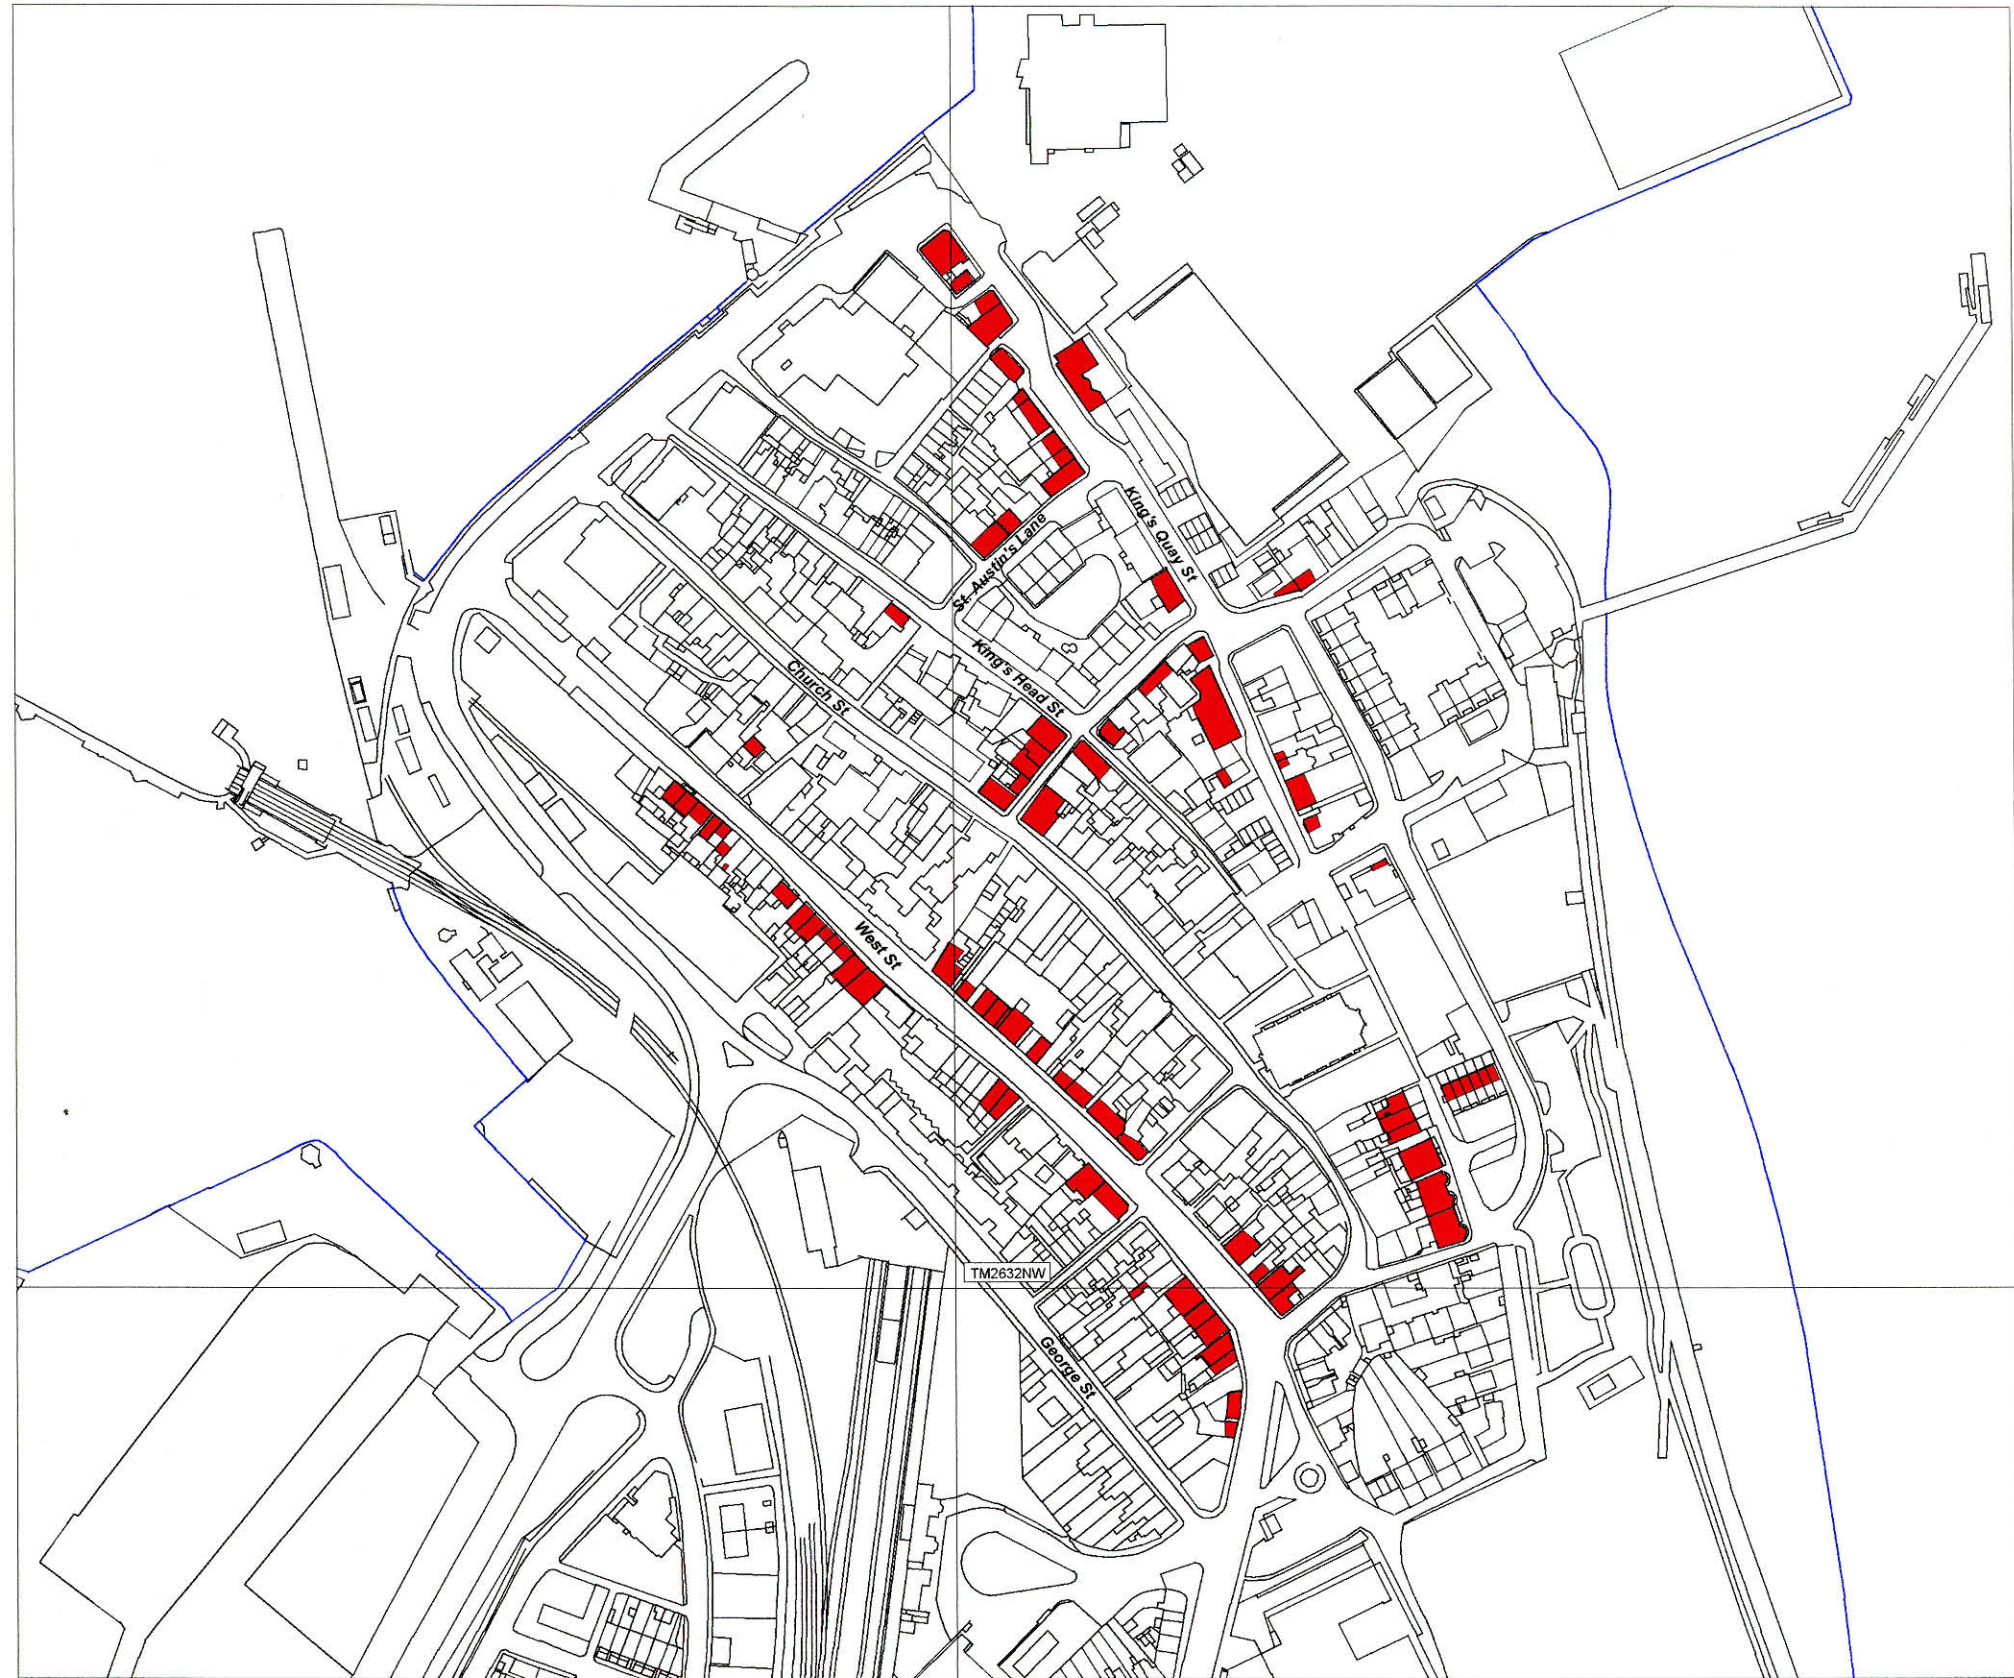 King's Quay St
St. Austin's Lane
King's Head St
Church St
West St
TM2632NW
George St